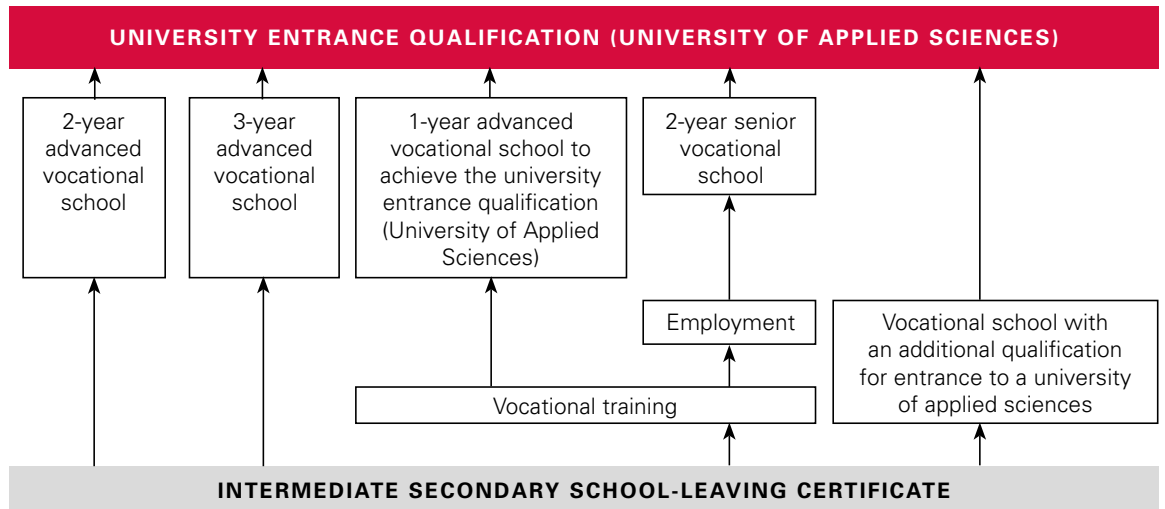 UNIVERSITY ENTRANCE QUALIFICATION (UNIVERSITY OF APPLIED SCIENCES)
2-year
advanced
vocational
school
3-year
advanced
vocational
school
1-year advanced
vocational school to
achieve the university
entrance qualification
(University of Applied
Sciences)
2-year senior
vocational
school
Employment
Vocational school with
an additional qualification
for entrance to a university
of applied sciences
Vocational training
INTERMEDIATE SECONDARY SCHOOL-LEAVING CERTIFICATE